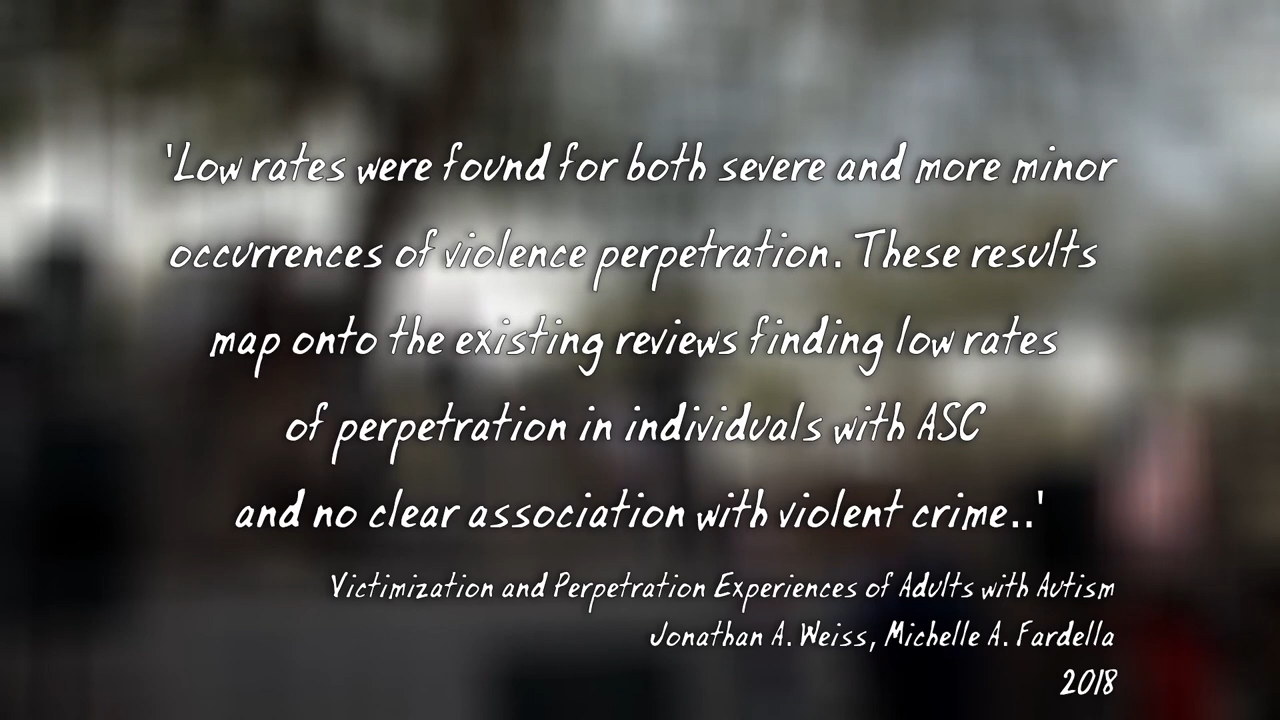 'Low rates were found for both severe and more minor
occurrences of violence perpetration. These results
map onto the existing reviews finding low rates
of perpetration in individuals with ASC
and no clear association with violent crime..'
Victimization and Perpetration Experiences of Adults with Autism
Jonathan A. Weiss, Michelle A. Fardella
2018